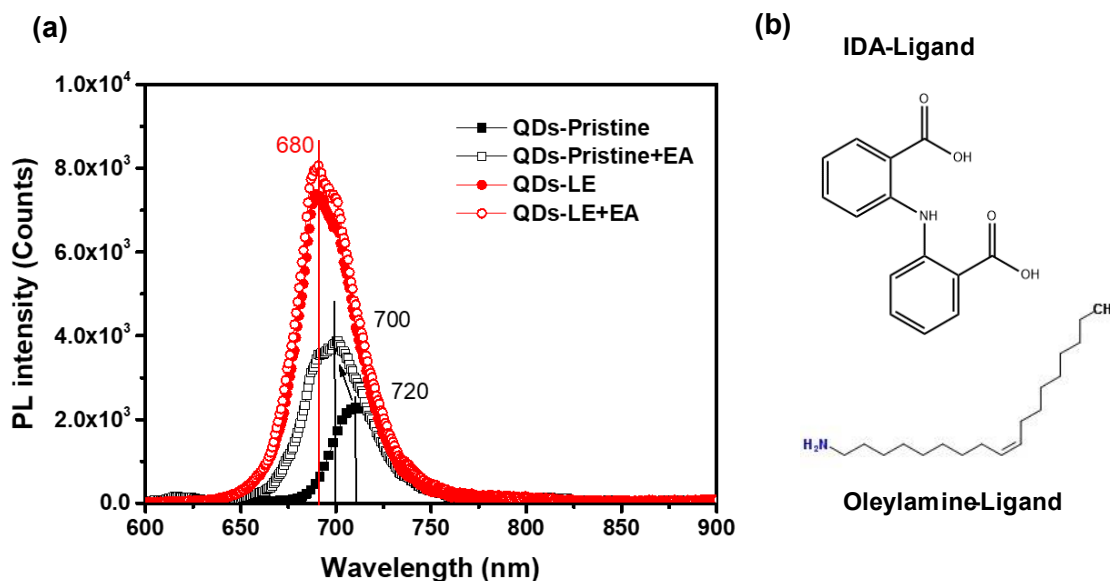 (a)
1.0x10⁴
8.0x10³
6.0x10³
4.0x10³
2.0x10³
0.0
PL intensity (Counts)
600 650 700 750 800 850 900
Wavelength (nm)
680
700
720
QDs-Pristine
QDs-Pristine+EA
QDs-LE
QDs-LE+EA
(b)
IDA-Ligand
O
OH
NH
O
OH
CH
H₂N
Oleylamine-Ligand